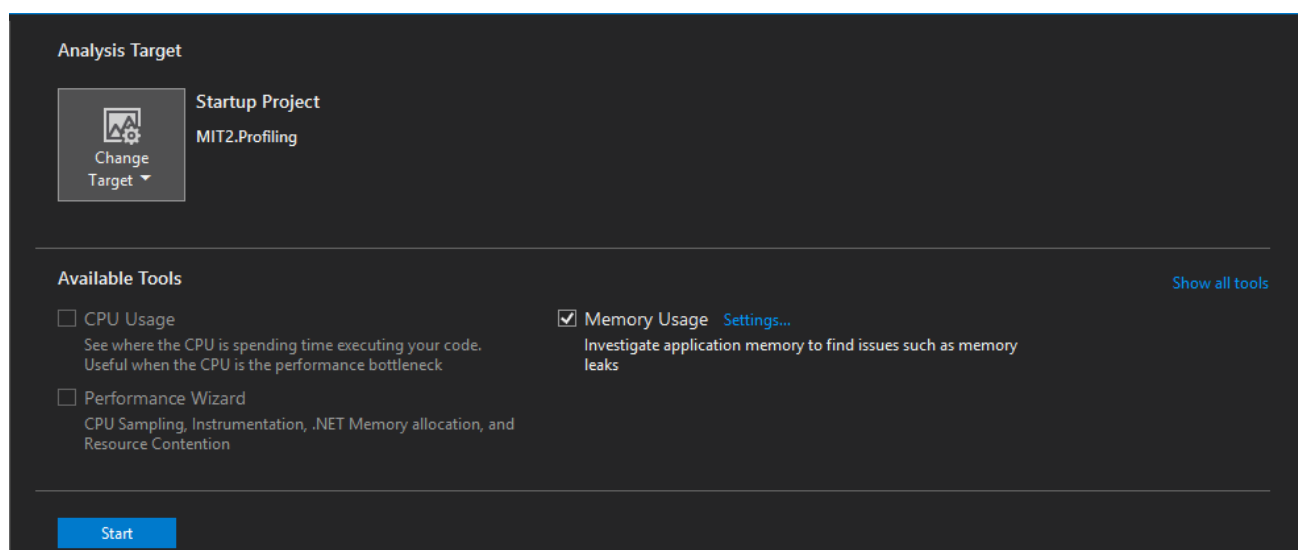 Analysis Target
Change
Target
Startup Project
MIT2.Profiling
Available Tools
Show all tools
CPU Usage
See where the CPU is spending time executing your code.
Useful when the CPU is the performance bottleneck
Memory Usage Settings...
Investigate application memory to find issues such as memory
leaks
Performance Wizard
CPU Sampling, Instrumentation, .NET Memory allocation, and
Resource Contention
Start